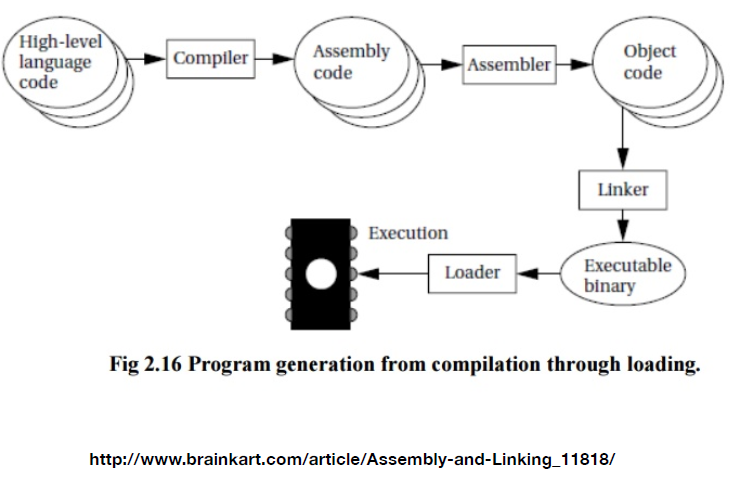 High-level
language
code
Compiler
Assembly
code
Assembler
Object
code
Linker
Executable
binary
Loader
Execution
Fig 2.16 Program generation from compilation through loading.
http://www.brainkart.com/article/Assembly-and-Linking_11818/